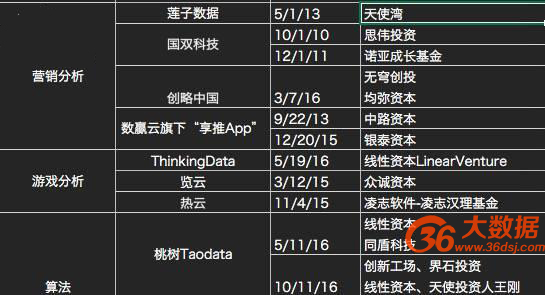 莲子数据 5/1/13 天使湾
国双科技 10/1/10 思伟投资
12/1/11 诺亚成长基金
营销分析
创略中国 3/7/16 无穹创投
均弥资本
数赢云旗下“享推App” 9/22/13 中路资本
12/20/15 银泰资本
游戏分析 ThinkingData 5/19/16 线性资本LinearVenture
览云 3/12/15 众诚资本
热云 11/4/15 凌志软件-凌志汉理基金
算法 桃树Taodata 5/11/16 线性资本
同盾科技
10/11/16 创新工场、界石投资
线性资本、天使投资人王刚
36大数据
www.36dsj.com